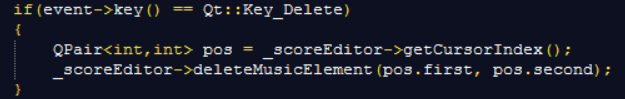 if(event->key() == Qt::Key_Delete)
{
QPair<int,int> pos = _scoreEditor->getCursorIndex();
_scoreEditor->deleteMusicElement(pos.first, pos.second);
}